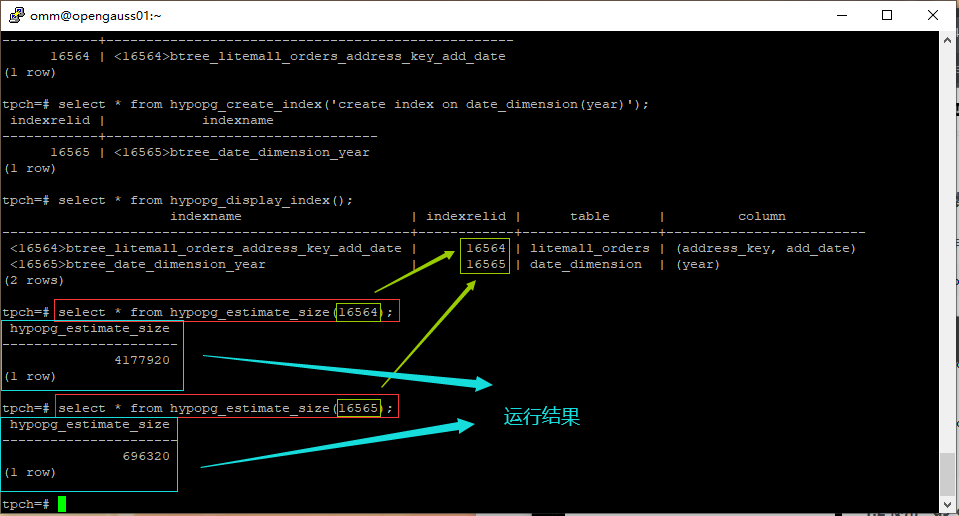 omm@opengauss01:~
------------+---------------------------------------------------
      16564 | <16564>btree_litemall_orders_address_key_add_date
(1 row)
tpch=# select * from hypopg_create_index('create index on date_dimension(year)');
 indexrelid |            indexname
------------+----------------------------------
      16565 | <16565>btree_date_dimension_year
(1 row)
tpch=# select * from hypopg_display_index();
                     indexname                     | indexrelid |      table      |         column
---------------------------------------------------+------------+-----------------+-------------------------
 <16564>btree_litemall_orders_address_key_add_date |      16564 | litemall_orders | (address_key, add_date)
 <16565>btree_date_dimension_year                  |      16565 | date_dimension  | (year)
(2 rows)
tpch=# select * from hypopg_estimate_size(16564);
 hypopg_estimate_size
----------------------
              4177920
(1 row)
tpch=# select * from hypopg_estimate_size(16565);
 hypopg_estimate_size
----------------------
               696320
(1 row)
运行结果
tpch=#